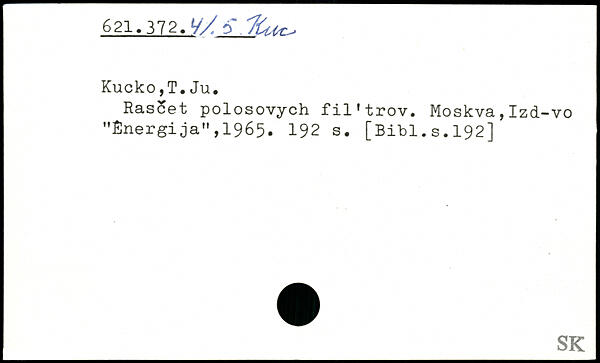 621.372.41/.5 Kuc
Kucko,T.Ju.
Rasčet polosovych fil'trov. Moskva,Izd-vo
"Ėnergija",1965. 192 s. [Bibl.s.192]
SK